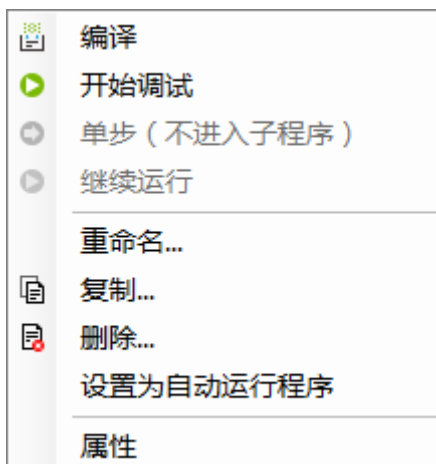 编译
开始调试
单步（不进入子程序）
继续运行
重命名...
复制...
删除...
设置为自动运行程序
属性